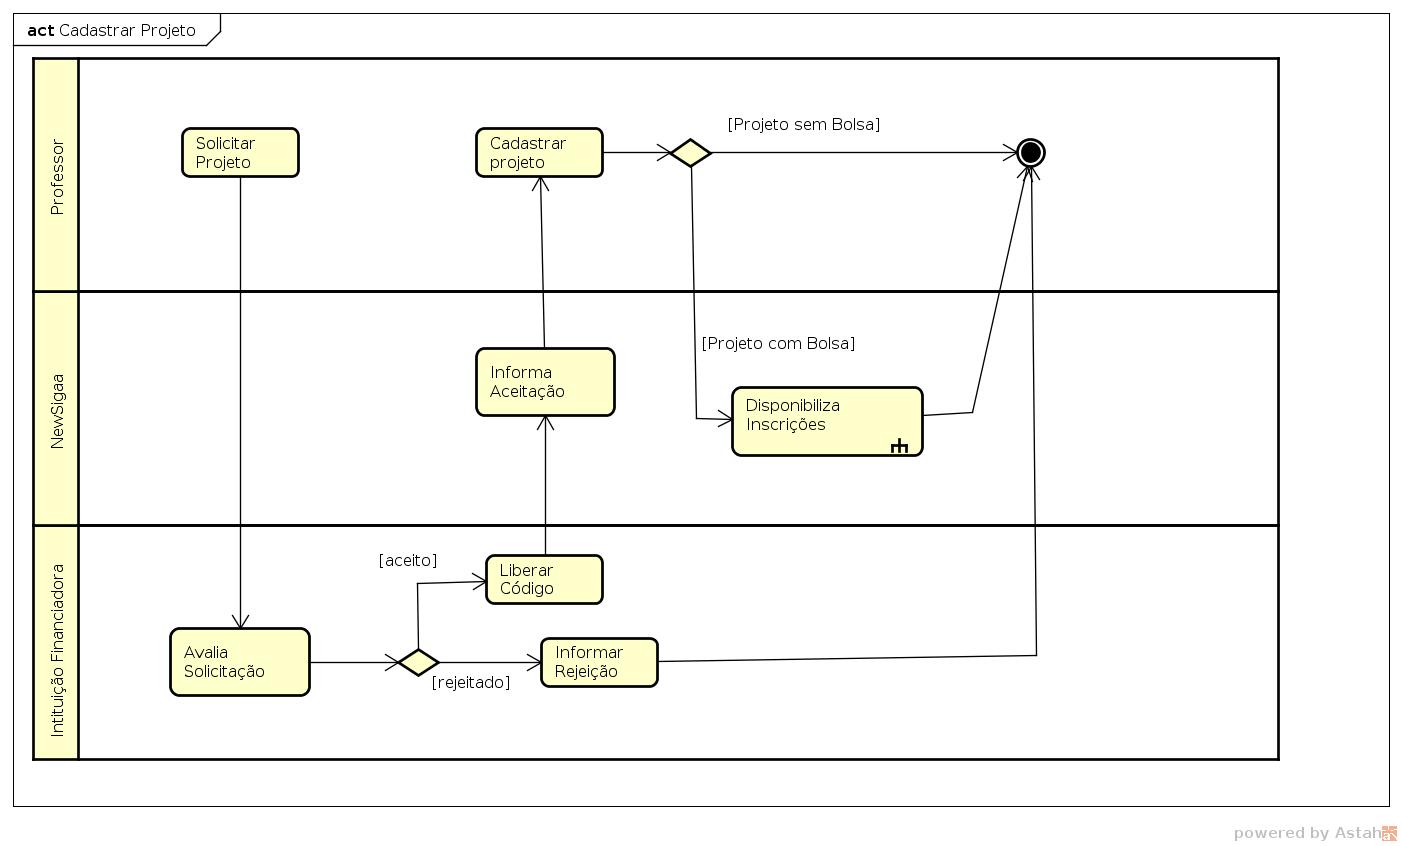 act Cadastrar Projeto
Professor
Solicitar
Projeto
Cadastrar
projeto
[Projeto sem Bolsa]
NewSigaa
Informa
Aceitação
[Projeto com Bolsa]
Disponibiliza
Inscrições
Intituição Financiadora
[aceito]
Liberar
Código
Avalia
Solicitação
[rejeitado]
Informar
Rejeição
powered by Astah